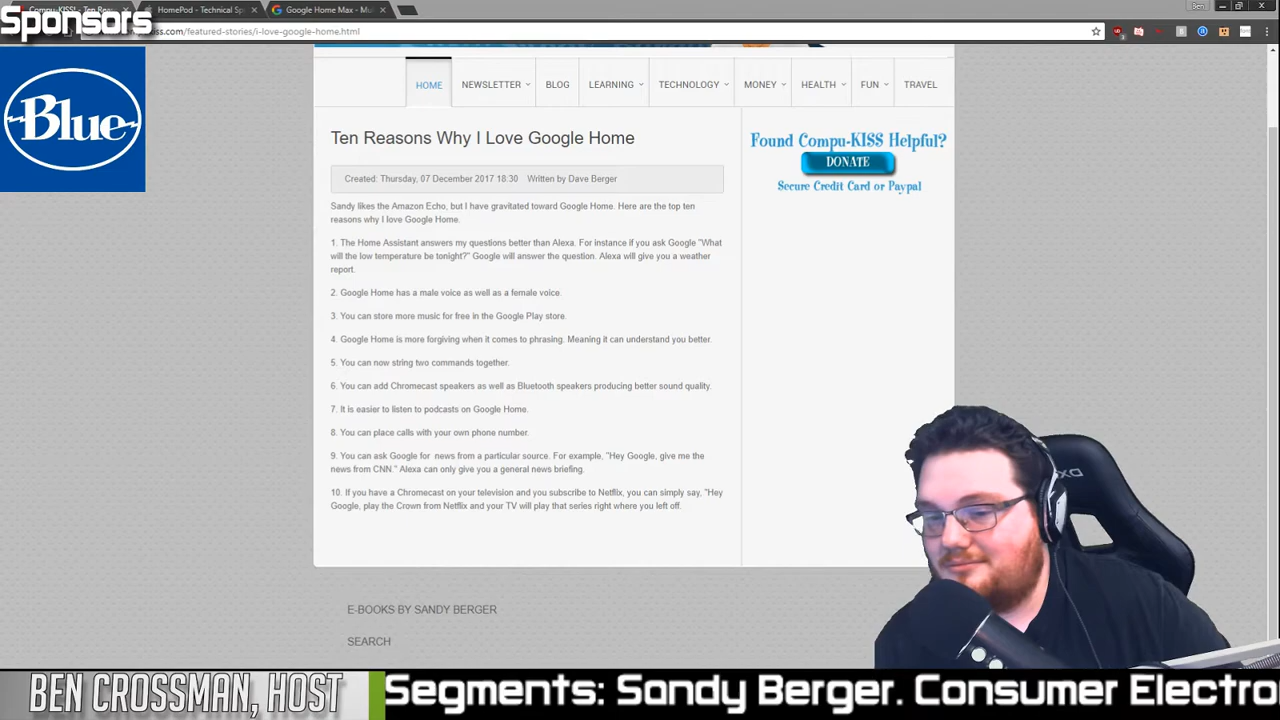 Sponsors
Compu-KISS! - Ten Rea
HomePod - Technical Sp
Google Home Max - Mu
Ben
iss.com/featured-stories/i-love-google-home.html
Blue
HOME NEWSLETTER BLOG LEARNING TECHNOLOGY MONEY HEALTH FUN TRAVEL
Ten Reasons Why I Love Google Home
Created: Thursday, 07 December 2017 18:30 Written by Dave Berger
Sandy likes the Amazon Echo, but I have gravitated toward Google Home. Here are the top ten
reasons why I love Google Home.
1. The Home Assistant answers my questions better than Alexa. For instance if you ask Google "What
will the low temperature be tonight?" Google will answer the question. Alexa will give you a weather
report.
2. Google Home has a male voice as well as a female voice.
3. You can store more music for free in the Google Play store.
4. Google Home is more forgiving when it comes to phrasing. Meaning it can understand you better.
5. You can now string two commands together.
6. You can add Chromecast speakers as well as Bluetooth speakers producing better sound quality.
7. It is easier to listen to podcasts on Google Home.
8. You can place calls with your own phone number.
9. You can ask Google for news from a particular source. For example, "Hey Google, give me the
news from CNN." Alexa can only give you a general news briefing.
10. If you have a Chromecast on your television and you subscribe to Netflix, you can simply say, "Hey
Google, play the Crown from Netflix and your TV will play that series right where you left off.
Found Compu-KISS Helpful?
DONATE
Secure Credit Card or Paypal
E-BOOKS BY SANDY BERGER
SEARCH
BEN CROSSMAN, HOST
Segments: Sandy Berger. Consumer Electro